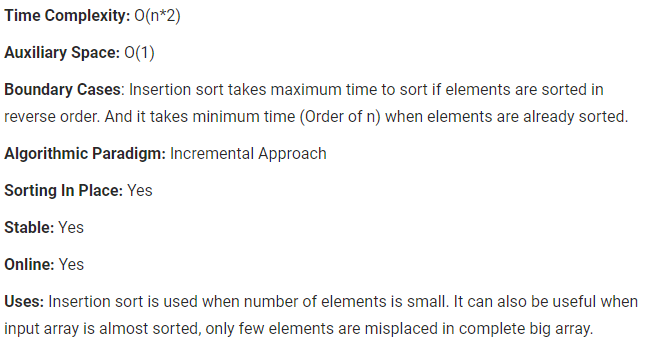 Time Complexity: O(n*2)
Auxiliary Space: O(1)
Boundary Cases: Insertion sort takes maximum time to sort if elements are sorted in
reverse order. And it takes minimum time (Order of n) when elements are already sorted.
Algorithmic Paradigm: Incremental Approach
Sorting In Place: Yes
Stable: Yes
Online: Yes
Uses: Insertion sort is used when number of elements is small. It can also be useful when
input array is almost sorted, only few elements are misplaced in complete big array.